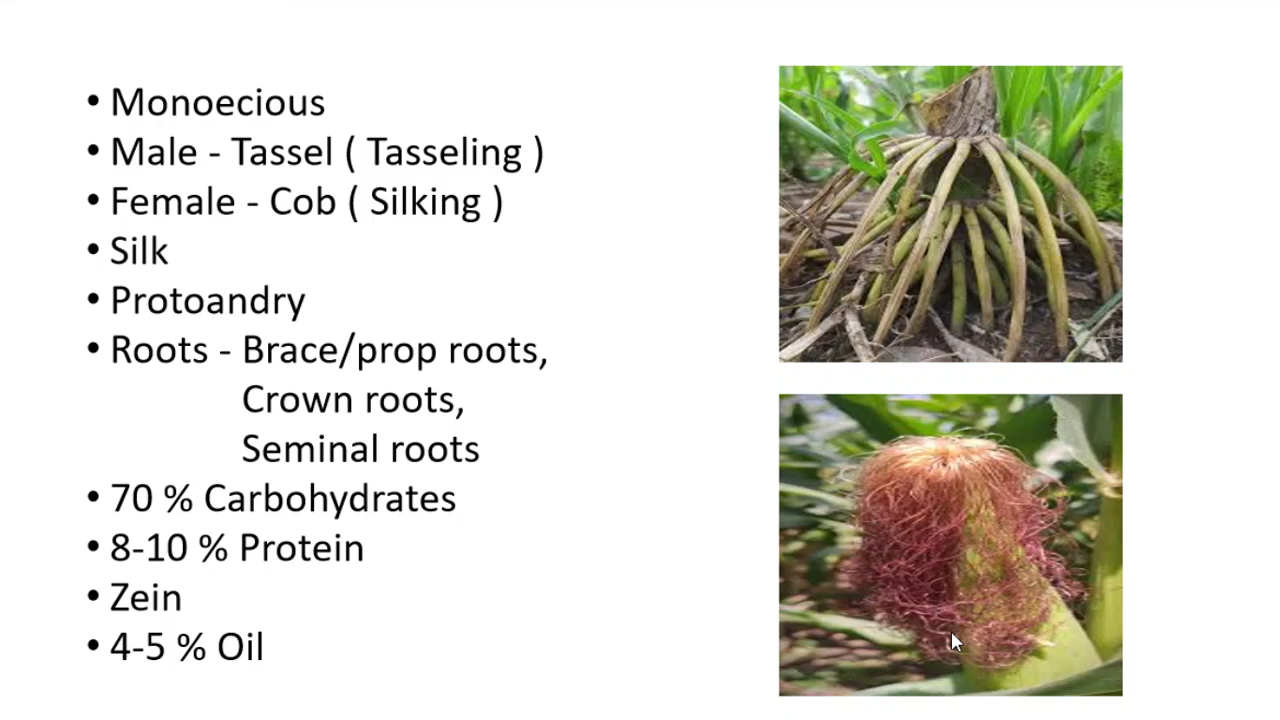 • Monoecious
• Male - Tassel ( Tasseling )
• Female - Cob ( Silking )
• Silk
• Protoandry
• Roots - Brace/prop roots,
Crown roots,
Seminal roots
• 70 % Carbohydrates
• 8-10 % Protein
• Zein
• 4-5 % Oil